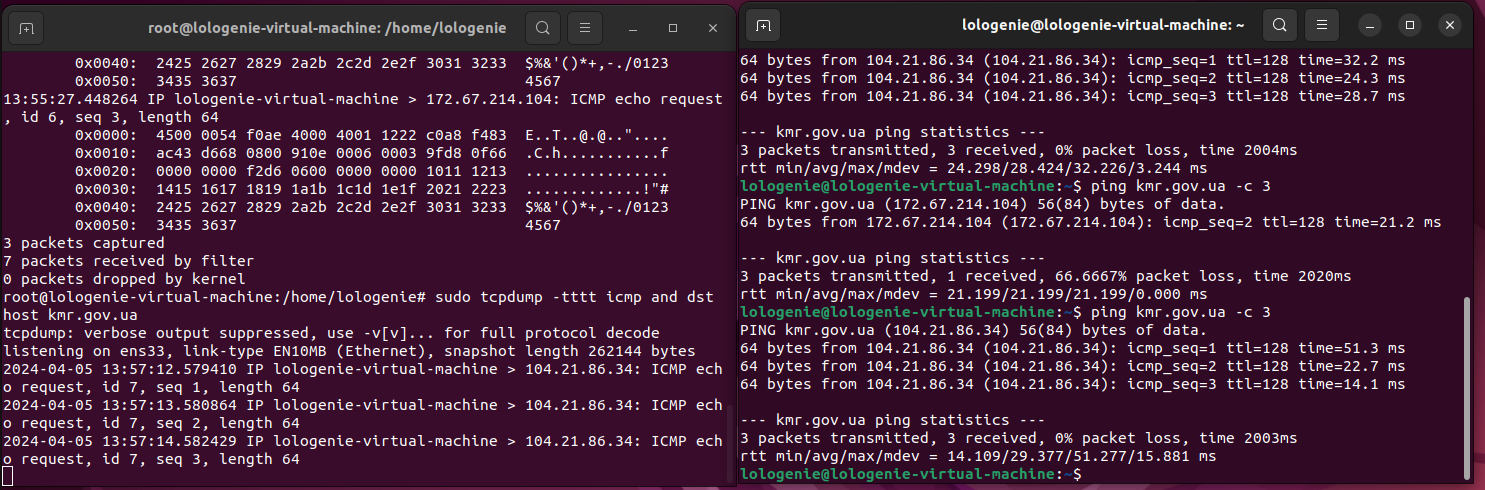 root@lologenie-virtual-machine: /home/lologenie
        0x0040:  2425 2627 2829 2a2b 2c2d 2e2f 3031 3233  $%&'()*+,-./0123
        0x0050:  3435 3637                                4567
13:55:27.448264 IP lologenie-virtual-machine > 172.67.214.104: ICMP echo request
, id 6, seq 3, length 64
        0x0000:  4500 0054 f0ae 4000 4001 1222 c0a8 f483  E..T..@.@.."....
        0x0010:  ac43 d668 0800 910e 0006 0003 9fd8 0f66  .C.h...........f
        0x0020:  0000 0000 f2d6 0600 0000 0000 1011 1213  ................
        0x0030:  1415 1617 1819 1a1b 1c1d 1e1f 2021 2223  .............!"#
        0x0040:  2425 2627 2829 2a2b 2c2d 2e2f 3031 3233  $%&'()*+,-./0123
        0x0050:  3435 3637                                4567
3 packets captured
7 packets received by filter
0 packets dropped by kernel
root@lologenie-virtual-machine:/home/lologenie# sudo tcpdump -tttt icmp and dst
host kmr.gov.ua
tcpdump: verbose output suppressed, use -v[v]... for full protocol decode
listening on ens33, link-type EN10MB (Ethernet), snapshot length 262144 bytes
2024-04-05 13:57:12.579410 IP lologenie-virtual-machine > 104.21.86.34: ICMP ech
o request, id 7, seq 1, length 64
2024-04-05 13:57:13.580864 IP lologenie-virtual-machine > 104.21.86.34: ICMP ech
o request, id 7, seq 2, length 64
2024-04-05 13:57:14.582429 IP lologenie-virtual-machine > 104.21.86.34: ICMP ech
o request, id 7, seq 3, length 64
lologenie@lologenie-virtual-machine: ~
64 bytes from 104.21.86.34 (104.21.86.34): icmp_seq=1 ttl=128 time=32.2 ms
64 bytes from 104.21.86.34 (104.21.86.34): icmp_seq=2 ttl=128 time=24.3 ms
64 bytes from 104.21.86.34 (104.21.86.34): icmp_seq=3 ttl=128 time=28.7 ms
--- kmr.gov.ua ping statistics ---
3 packets transmitted, 3 received, 0% packet loss, time 2004ms
rtt min/avg/max/mdev = 24.298/28.424/32.226/3.244 ms
lologenie@lologenie-virtual-machine:~$ ping kmr.gov.ua -c 3
PING kmr.gov.ua (172.67.214.104) 56(84) bytes of data.
64 bytes from 172.67.214.104 (172.67.214.104): icmp_seq=2 ttl=128 time=21.2 ms
--- kmr.gov.ua ping statistics ---
3 packets transmitted, 1 received, 66.6667% packet loss, time 2020ms
rtt min/avg/max/mdev = 21.199/21.199/21.199/0.000 ms
lologenie@lologenie-virtual-machine:~$ ping kmr.gov.ua -c 3
PING kmr.gov.ua (104.21.86.34) 56(84) bytes of data.
64 bytes from 104.21.86.34 (104.21.86.34): icmp_seq=1 ttl=128 time=51.3 ms
64 bytes from 104.21.86.34 (104.21.86.34): icmp_seq=2 ttl=128 time=22.7 ms
64 bytes from 104.21.86.34 (104.21.86.34): icmp_seq=3 ttl=128 time=14.1 ms
--- kmr.gov.ua ping statistics ---
3 packets transmitted, 3 received, 0% packet loss, time 2003ms
rtt min/avg/max/mdev = 14.109/29.377/51.277/15.881 ms
lologenie@lologenie-virtual-machine:~$